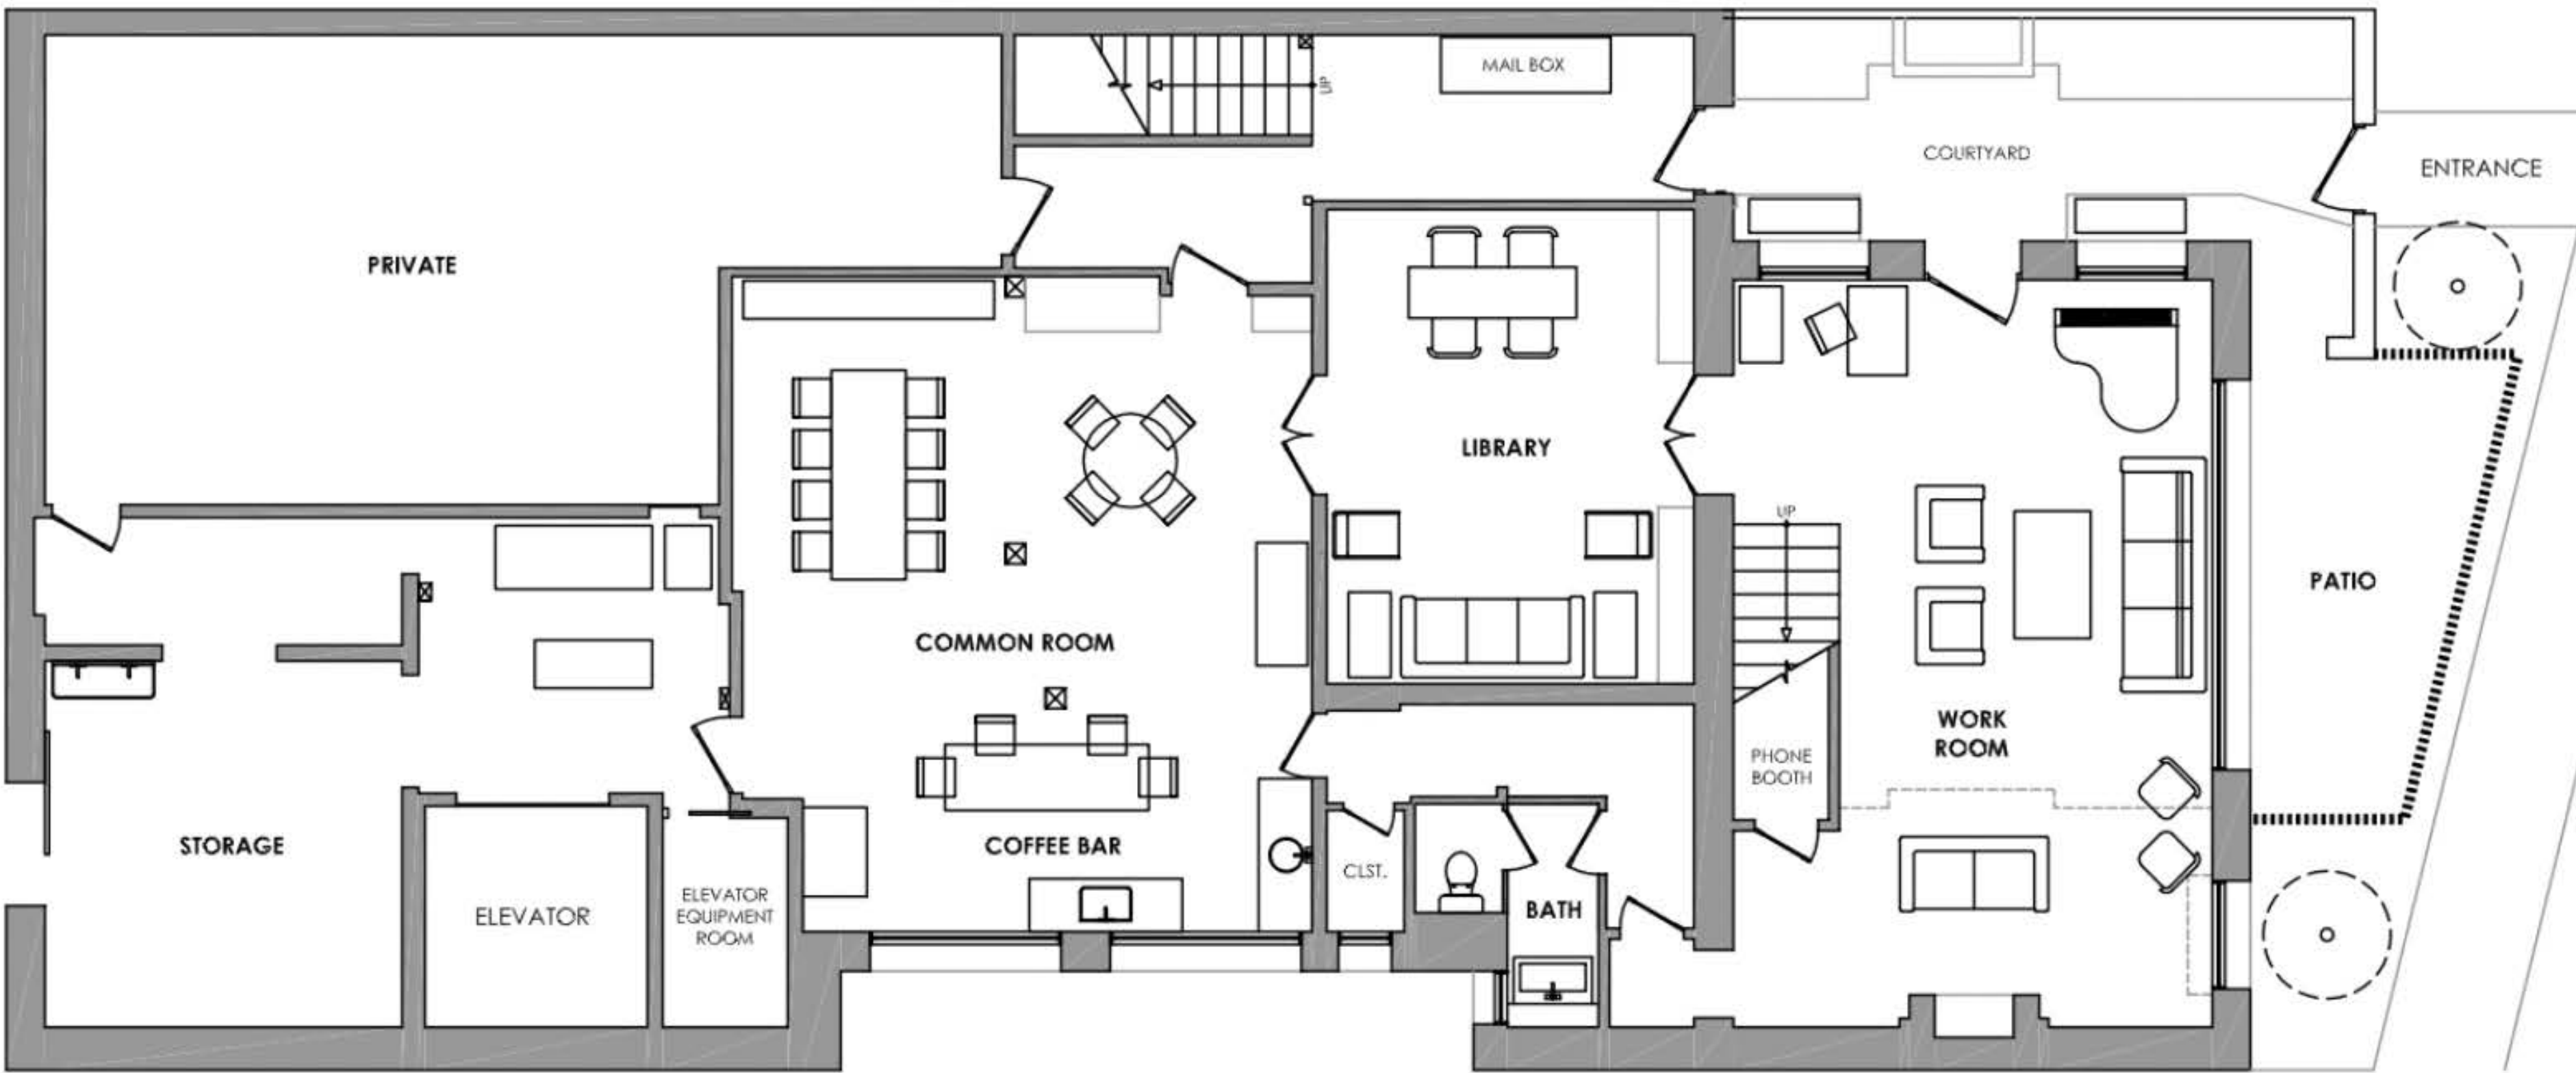 MAIL BOX
UP
COURTYARD
ENTRANCE
PRIVATE
LIBRARY
UP
PATIO
COMMON ROOM
WORK
ROOM
PHONE
BOOTH
STORAGE
COFFEE BAR
CLST.
ELEVATOR
ELEVATOR
EQUIPMENT
ROOM
BATH